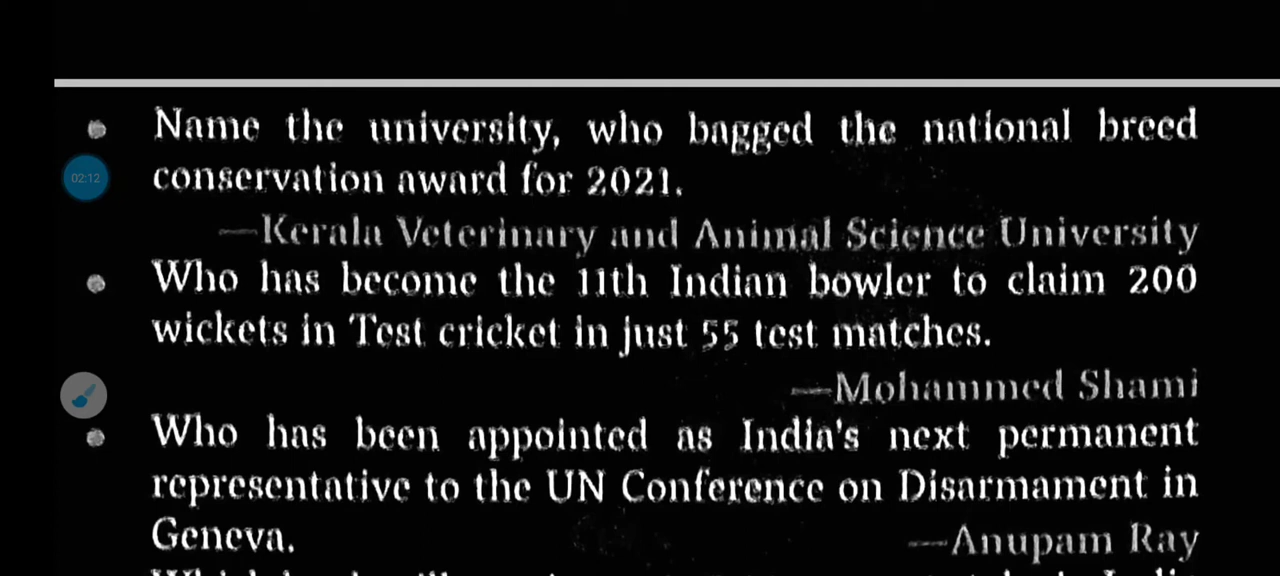 Name the university, who bagged the national breed
conservation award for 2021.
—Kerala Veterinary and Animal Science University
02:12
Who has become the 11th Indian bowler to claim 200
wickets in Test cricket in just 55 test matches.
—Mohammed Shami
Who has been appointed as India's next permanent
representative to the UN Conference on Disarmament in
Geneva. —Anupam Ray